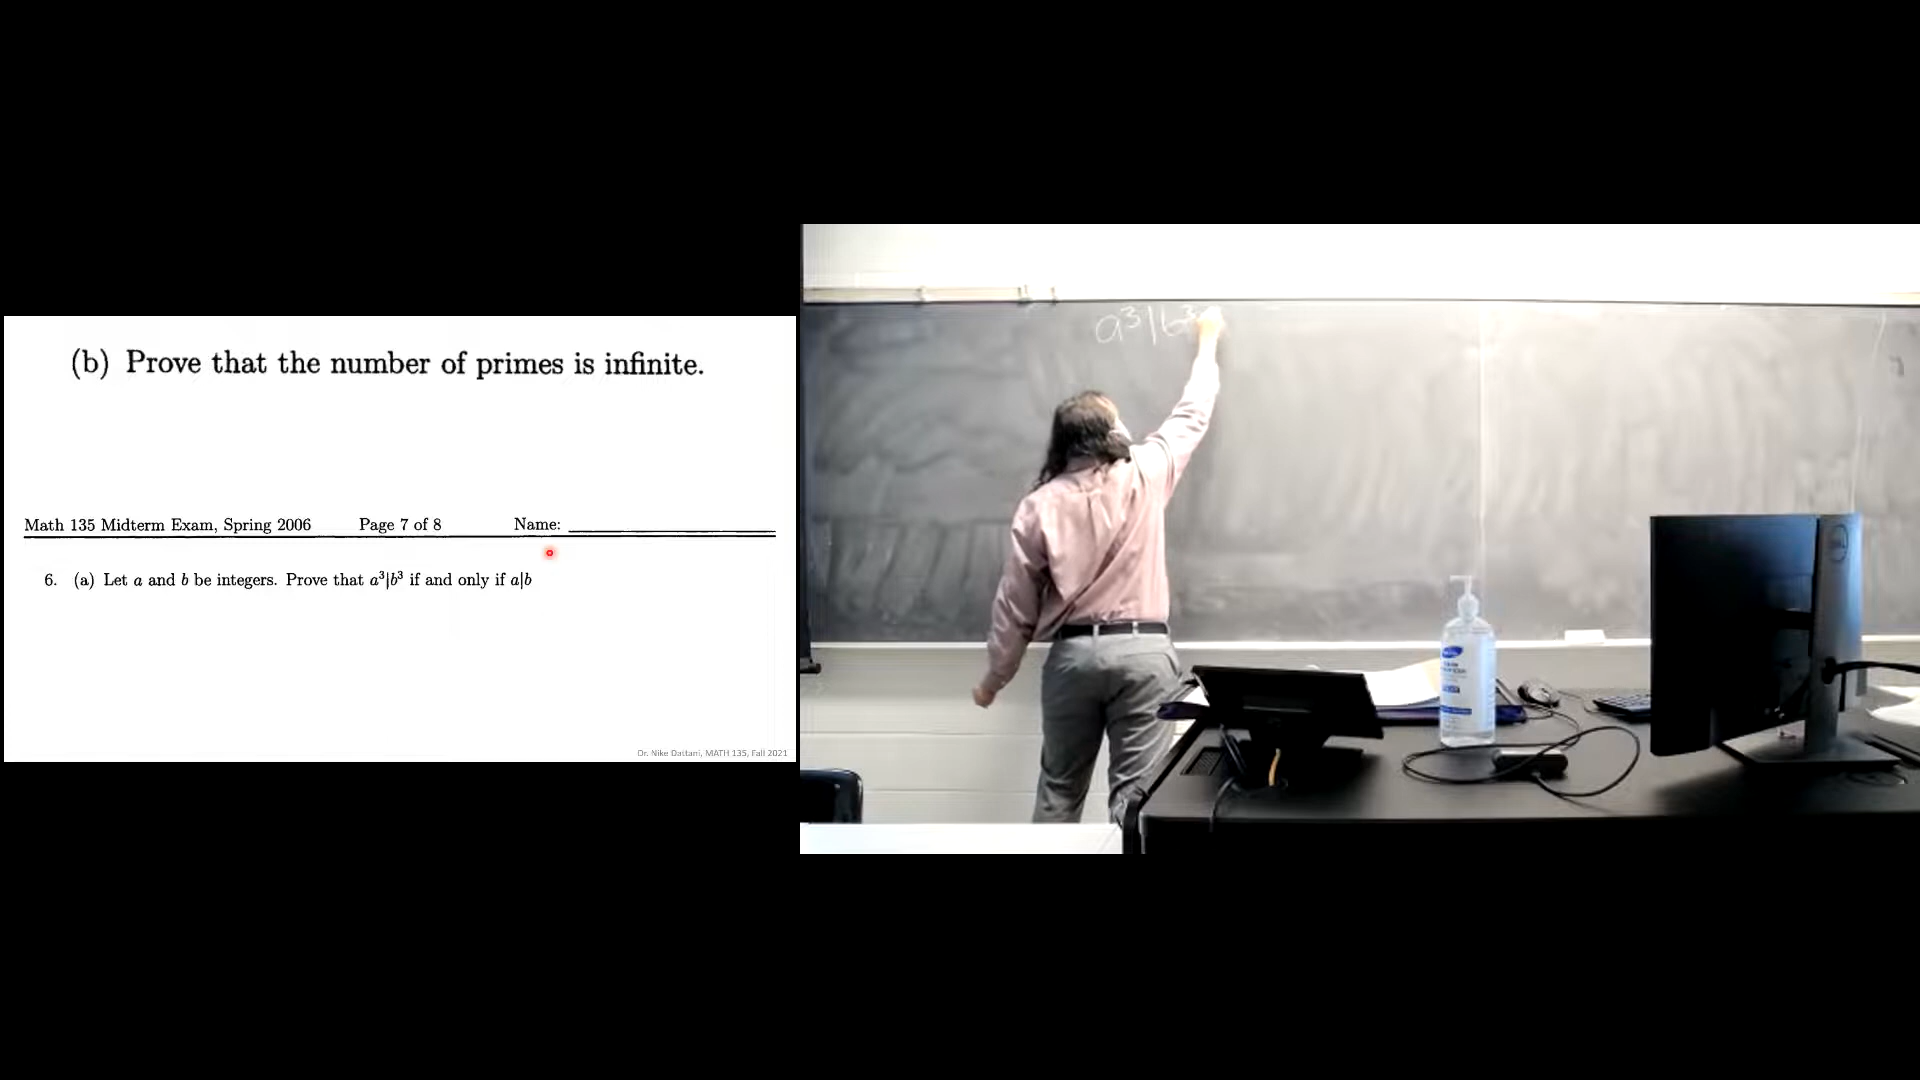 (b) Prove that the number of primes is infinite.
Math 135 Midterm Exam, Spring 2006 Page 7 of 8 Name:
6. (a) Let a and b be integers. Prove that a³|b³ if and only if a|b
Dr. Nike Dattani, MATH 135, Fall 2021
a³|b³